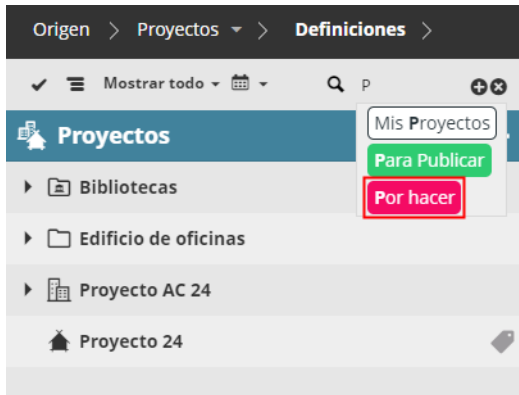 Origen > Proyectos > Definiciones >
Mostrar todo P
Mis Proyectos
Proyectos
Para Publicar
Bibliotecas
Por hacer
Edificio de oficinas
Proyecto AC 24
Proyecto 24